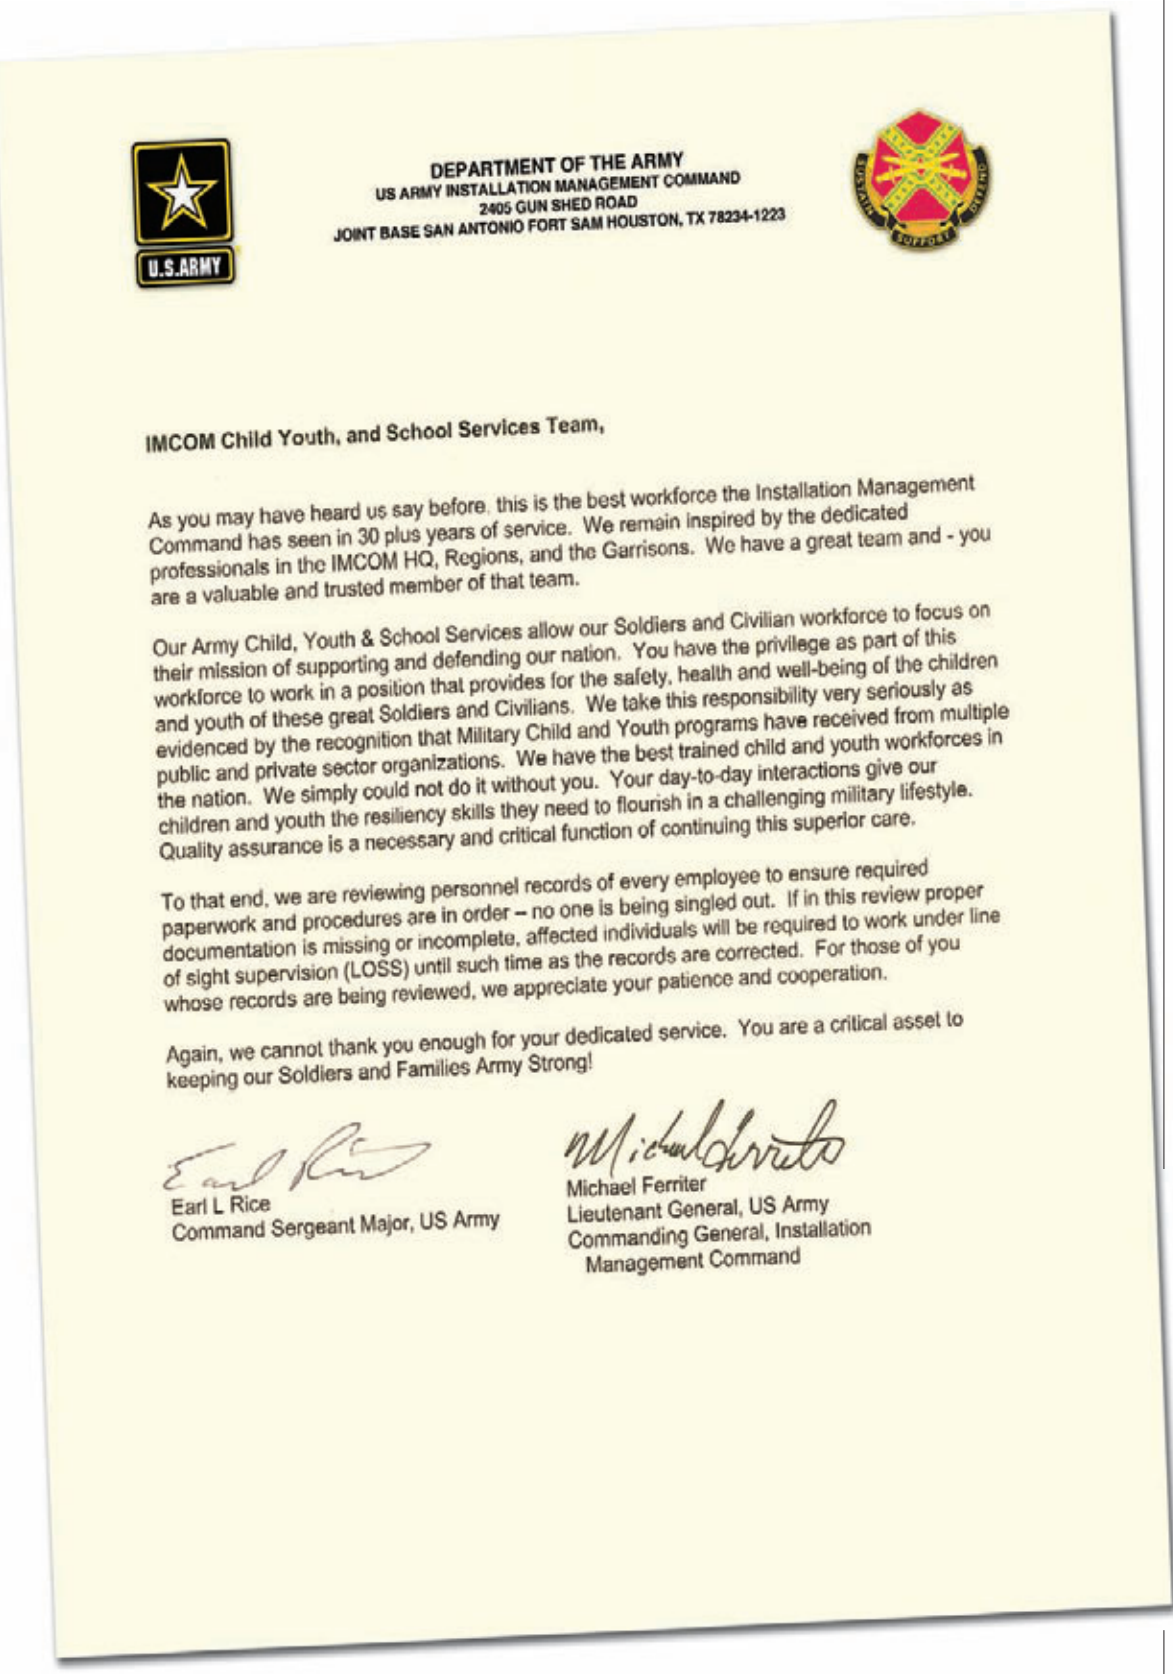 DEPARTMENT OF THE ARMY
US ARMY INSTALLATION MANAGEMENT COMMAND
2405 GUN SHED ROAD
JOINT BASE SAN ANTONIO FORT SAM HOUSTON, TX 78234-1223
U.S.ARMY
SUSTAIN
SUPPORT
DEFEND
IMCOM Child Youth, and School Services Team,
As you may have heard us say before, this is the best workforce the Installation Management
Command has seen in 30 plus years of service. We remain inspired by the dedicated
professionals in the IMCOM HQ, Regions, and the Garrisons. We have a great team and - you
are a valuable and trusted member of that team.
Our Army Child, Youth & School Services allow our Soldiers and Civilian workforce to focus on
their mission of supporting and defending our nation. You have the privilege as part of this
workforce to work in a position that provides for the safety, health and well-being of the children
and youth of these great Soldiers and Civilians. We take this responsibility very seriously as
evidenced by the recognition that Military Child and Youth programs have received from multiple
public and private sector organizations. We have the best trained child and youth workforces in
the nation. We simply could not do it without you. Your day-to-day interactions give our
children and youth the resiliency skills they need to flourish in a challenging military lifestyle.
Quality assurance is a necessary and critical function of continuing this superior care.
To that end, we are reviewing personnel records of every employee to ensure required
paperwork and procedures are in order – no one is being singled out. If in this review proper
documentation is missing or incomplete, affected individuals will be required to work under line
of sight supervision (LOSS) until such time as the records are corrected. For those of you
whose records are being reviewed, we appreciate your patience and cooperation.
Again, we cannot thank you enough for your dedicated service. You are a critical asset to
keeping our Soldiers and Families Army Strong!
Earl Rice
Earl L Rice
Command Sergeant Major, US Army
Michael Ferriter
Michael Ferriter
Lieutenant General, US Army
Commanding General, Installation
Management Command